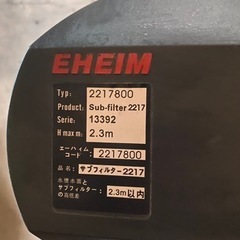 EHEIM
Typ: 2217800
Product: Sub-filter 2217
Serie: 13392
H max m: 2.3m
エーハイムコード: 2217800
品名: サブフィルター2217
水槽水面とサブフィルターの高低差: 2.3m以内